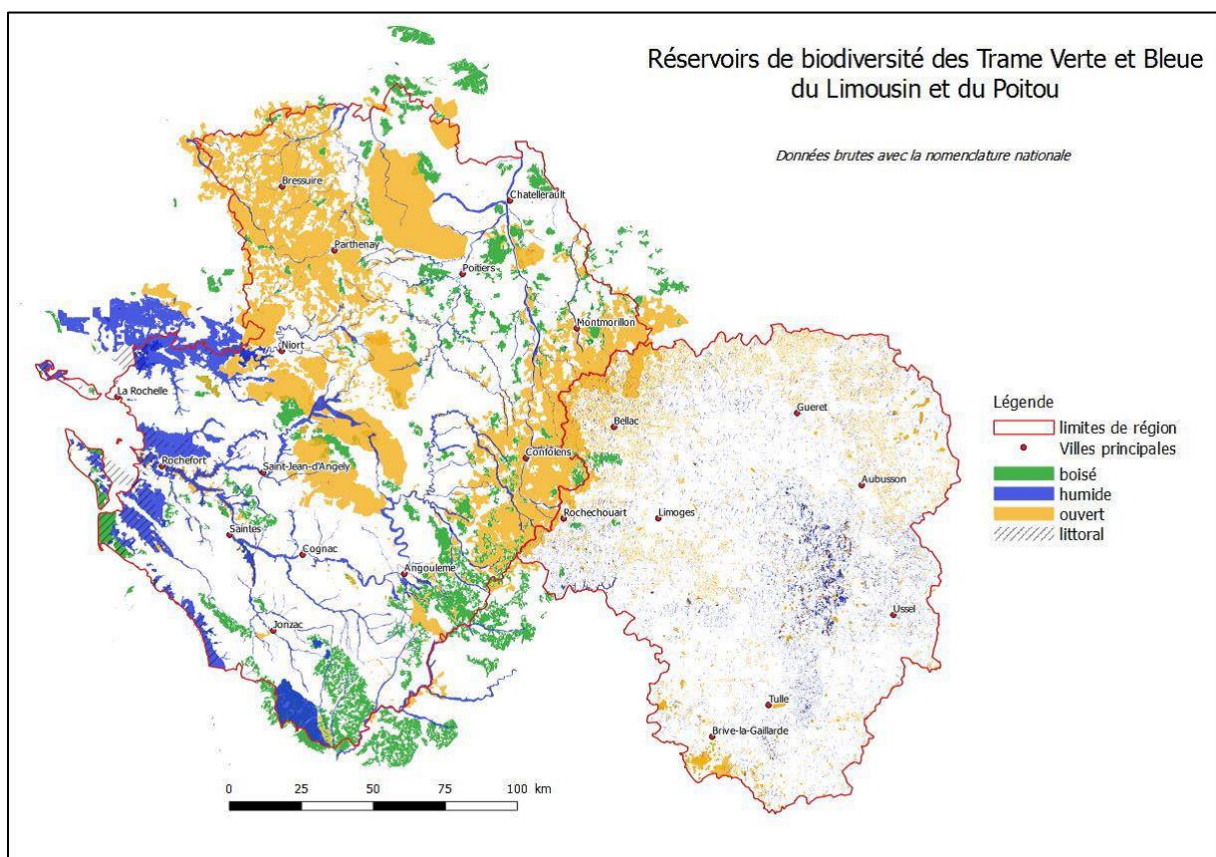 Réservoirs de biodiversité des Trame Verte et Bleue
du Limousin et du Poitou
Données brutes avec la nomenclature nationale
Bressuire
Chatellerault
Parthenay
Poitiers
Montmorillon
Niort
La Rochelle
Gueret
Bellac
Rochefort
Saint-Jean-d'Angely
Confolens
Aubusson
Rochechouart
Limoges
Saintes
Cognac
Angouleme
Ussel
Jonzac
Tulle
Brive-la-Gaillarde
Légende
limites de région
Villes principales
boisé
humide
ouvert
littoral
0 25 50 75 100 km